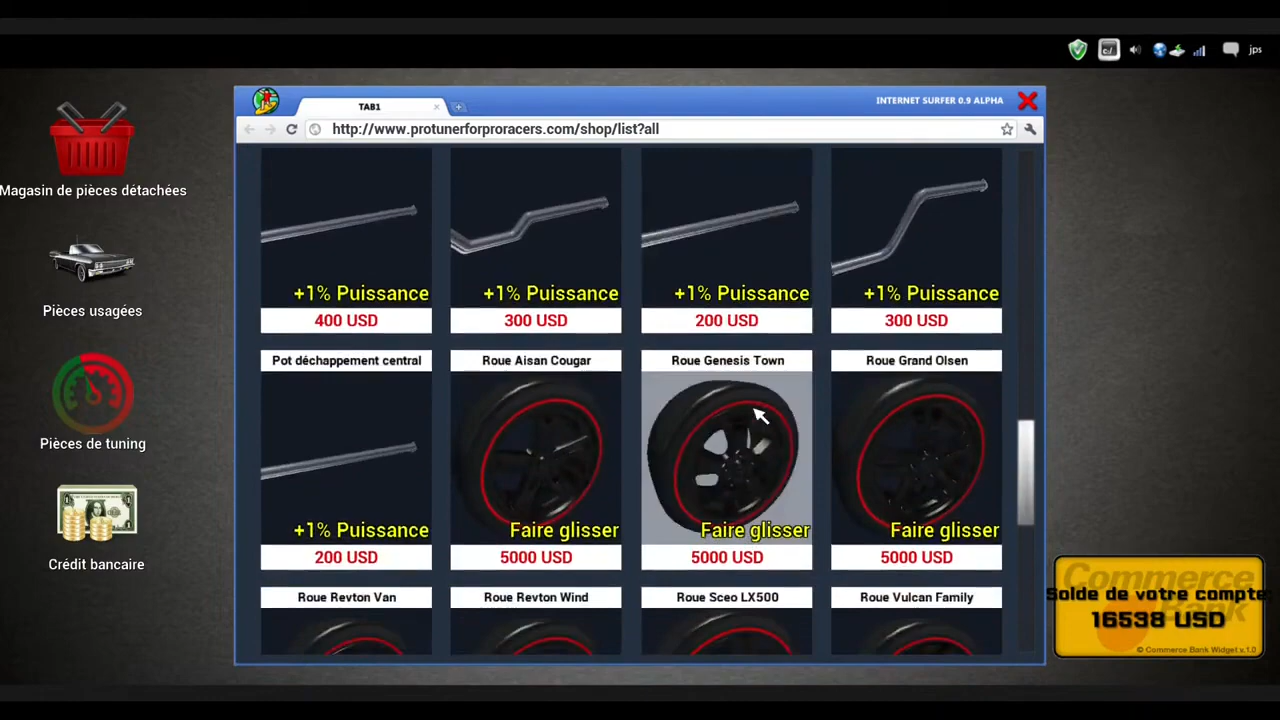 jps
TAB1
INTERNET SURFER 0.9 ALPHA
http://www.protunerforproracers.com/shop/list?all
Magasin de pièces détachées
Pièces usagées
Pièces de tuning
Crédit bancaire
+1% Puissance
+1% Puissance
+1% Puissance
+1% Puissance
400 USD
300 USD
200 USD
300 USD
Pot déchappement central
Roue Aisan Cougar
Roue Genesis Town
Roue Grand Olsen
+1% Puissance
Faire glisser
Faire glisser
Faire glisser
200 USD
5000 USD
5000 USD
5000 USD
Roue Revton Van
Roue Revton Wind
Roue Sceo LX500
Roue Vulcan Family
Commerce
Bank
Solde de votre compte:
16538 USD
© Commerce Bank Widget v.1.0